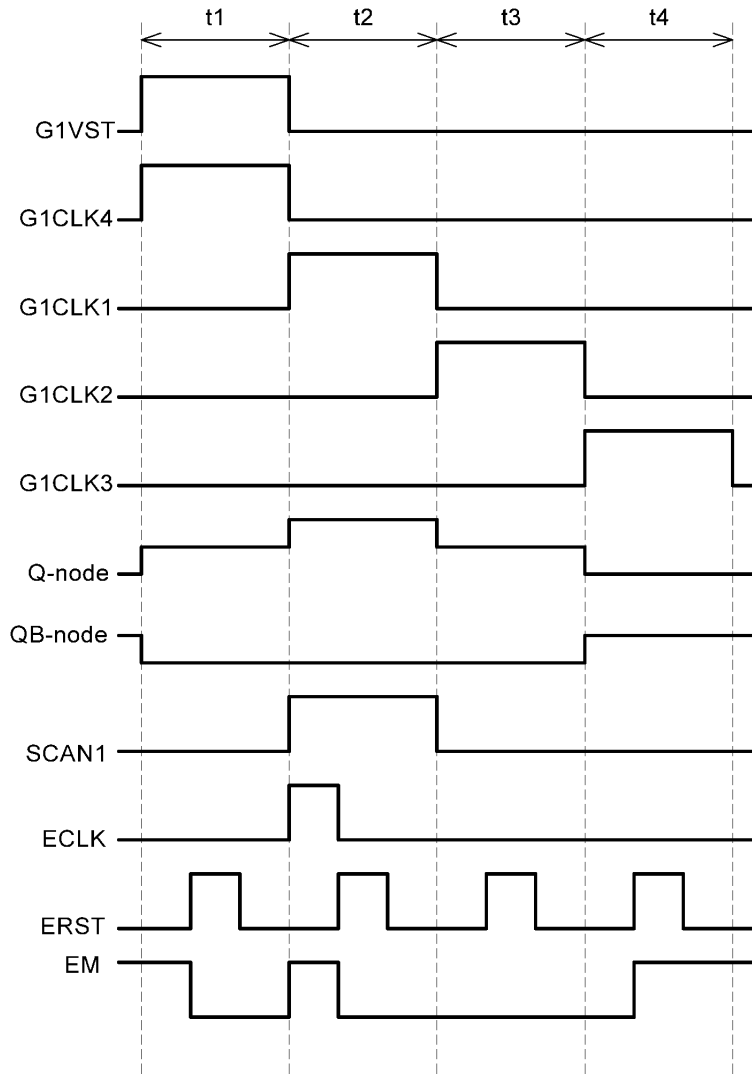 t1 t2 t3 t4
G1VST
G1CLK4
G1CLK1
G1CLK2
G1CLK3
Q-node
QB-node
SCAN1
ECLK
ERST
EM